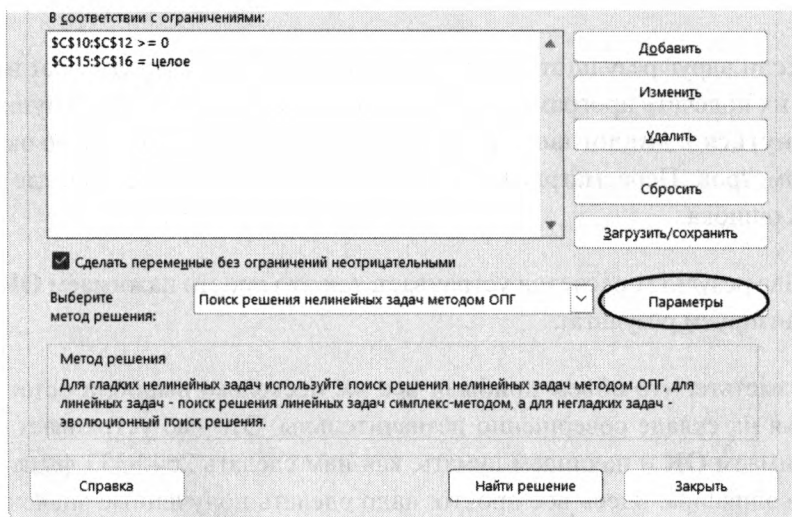 В соответствии с ограничениями:
$C$10:$C$12 >= 0
$C$15:$C$16 = целое
Добавить
Изменить
Удалить
Сбросить
Загрузить/сохранить
Сделать переменные без ограничений неотрицательными
Выберите
метод решения:
Поиск решения нелинейных задач методом ОПГ
Параметры
Метод решения
Для гладких нелинейных задач используйте поиск решения нелинейных задач методом ОПГ, для
линейных задач - поиск решения линейных задач симплекс-методом, а для негладких задач -
эволюционный поиск решения.
Справка
Найти решение
Закрыть